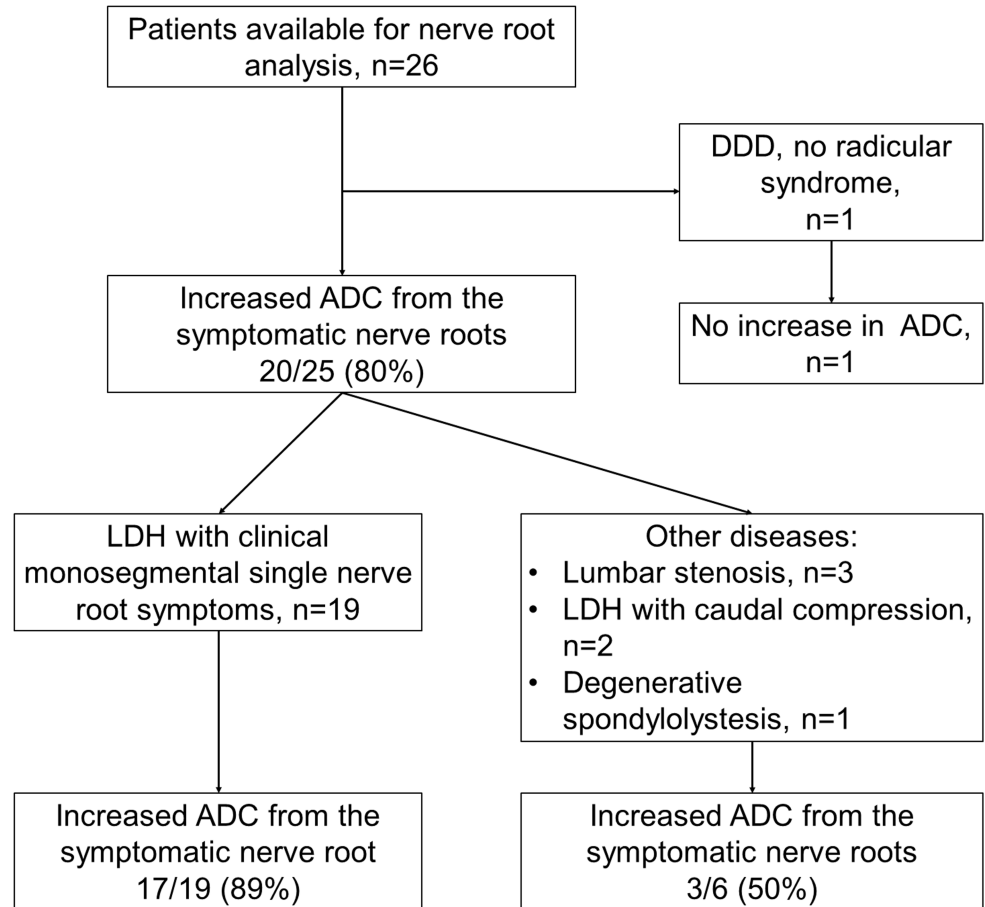 Patients available for nerve root
analysis, n=26
DDD, no radicular
syndrome,
n=1
Increased ADC from the
symptomatic nerve roots
20/25 (80%)
No increase in ADC,
n=1
LDH with clinical
monosegmental single nerve
root symptoms, n=19
Other diseases:
• Lumbar stenosis, n=3
• LDH with caudal compression,
n=2
• Degenerative
spondylolystesis, n=1
Increased ADC from the
symptomatic nerve root
17/19 (89%)
Increased ADC from the
symptomatic nerve roots
3/6 (50%)